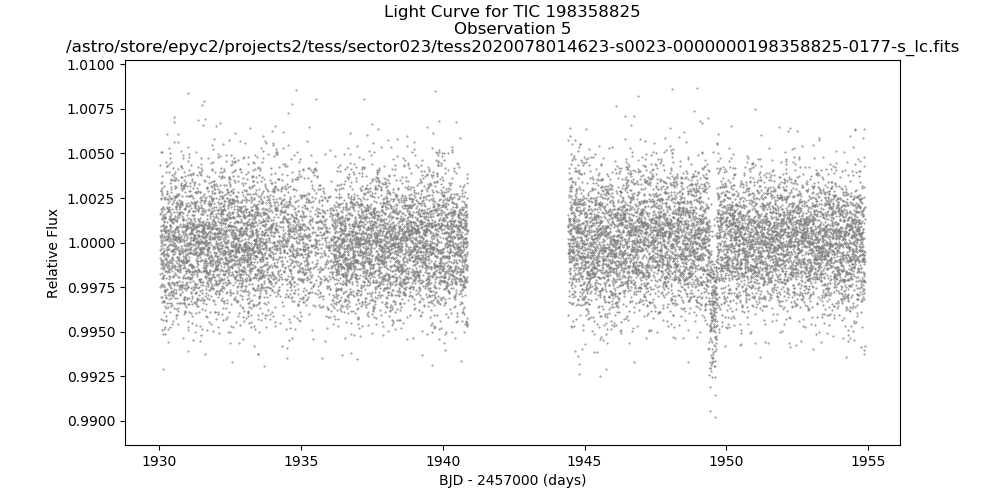 Light Curve for TIC 198358825
Observation 5
/astro/store/epyc2/projects2/tess/sector023/tess2020078014623-s0023-0000000198358825-0177-s_lc.fits
1.0100
1.0075
1.0050
1.0025
1.0000
0.9975
0.9950
0.9925
0.9900
Relative Flux
1930 1935 1940 1945 1950 1955
BJD - 2457000 (days)